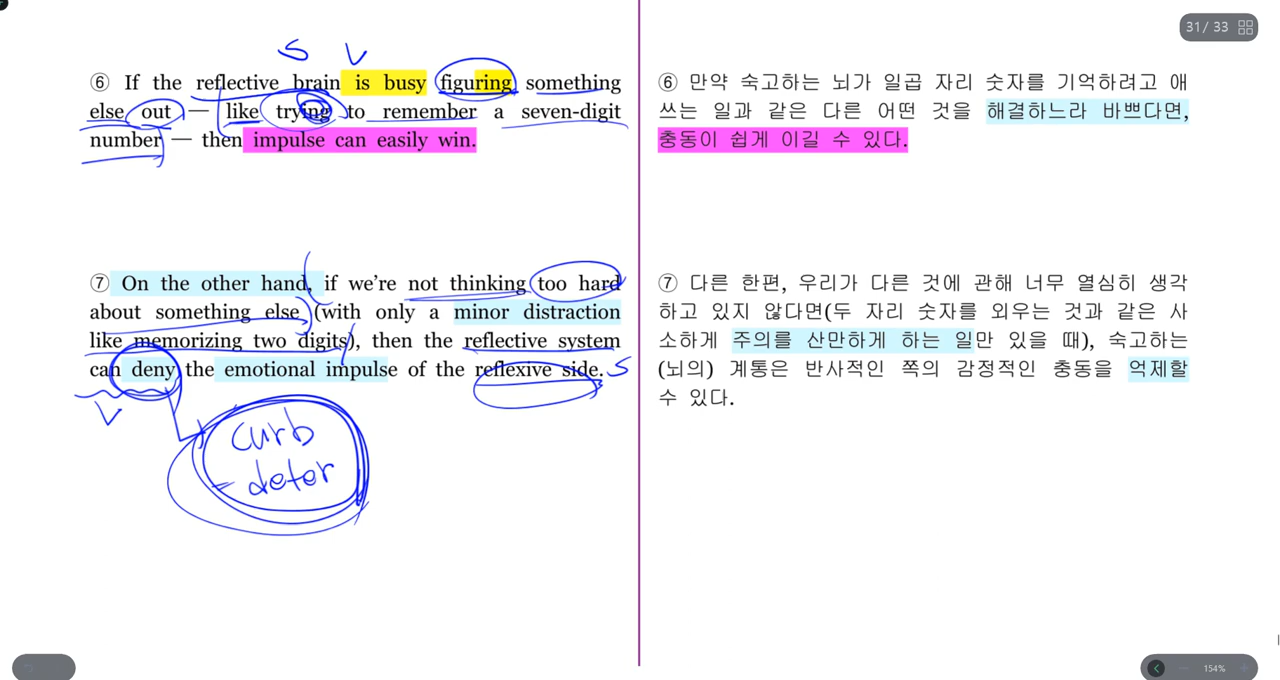 31 / 33
S V
⑥ If the reflective brain is busy figuring something
else out — like trying to remember a seven-digit
number — then impulse can easily win.
⑦ On the other hand, if we're not thinking too hard
about something else (with only a minor distraction
like memorizing two digits), then the reflective system
can deny the emotional impulse of the reflexive side. S
V
curb
deter
⑥ 만약 숙고하는 뇌가 일곱 자리 숫자를 기억하려고 애
쓰는 일과 같은 다른 어떤 것을 해결하느라 바쁘다면,
충동이 쉽게 이길 수 있다.
⑦ 다른 한편, 우리가 다른 것에 관해 너무 열심히 생각
하고 있지 않다면(두 자리 숫자를 외우는 것과 같은 사
소하게 주의를 산만하게 하는 일만 있을 때), 숙고하는
(뇌의) 계통은 반사적인 쪽의 감정적인 충동을 억제할
수 있다.
154%